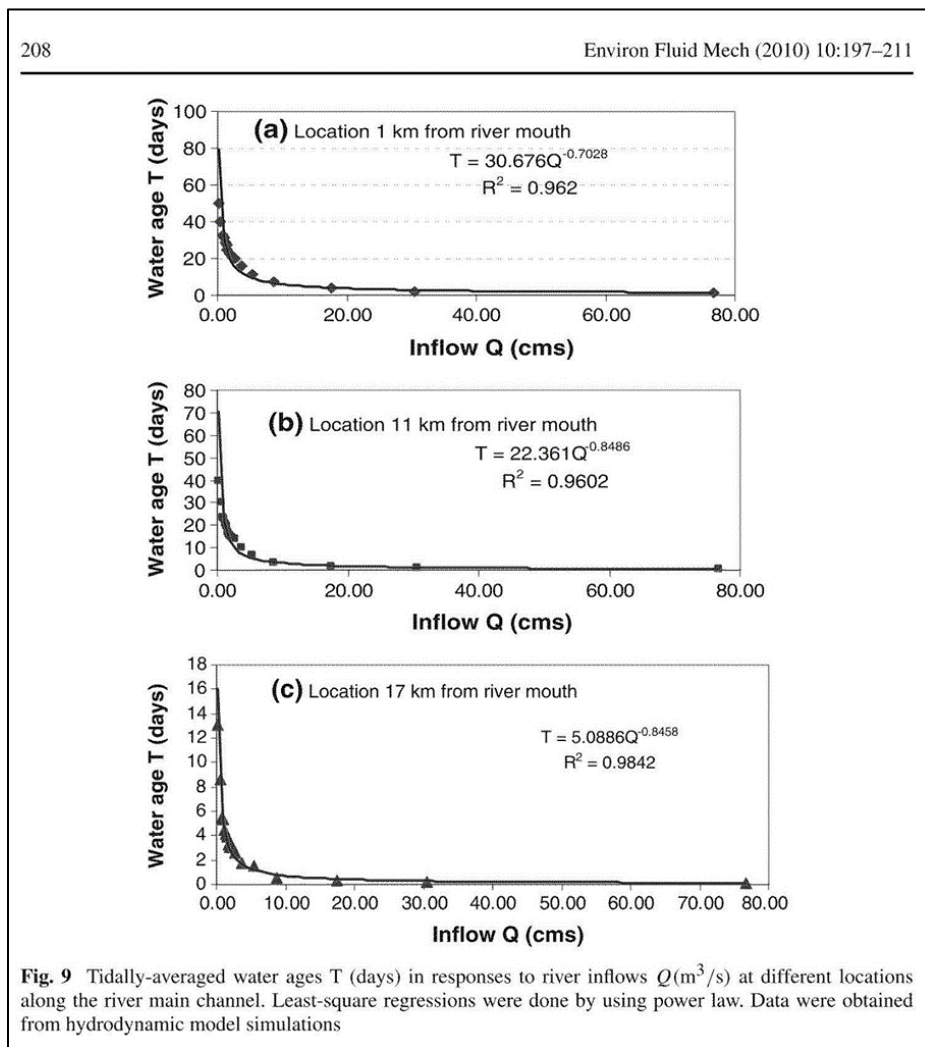 208
Environ Fluid Mech (2010) 10:197–211
Water age T (days)
100
80
60
40
20
0
(a) Location 1 km from river mouth
T = 30.676Q^-0.7028
R² = 0.962
0.00 20.00 40.00 60.00 80.00
Inflow Q (cms)
Water age T (days)
80
70
60
50
40
30
20
10
0
(b) Location 11 km from river mouth
T = 22.361Q^-0.8486
R² = 0.9602
0.00 20.00 40.00 60.00 80.00
Inflow Q (cms)
Water age T (days)
18
16
14
12
10
8
6
4
2
0
(c) Location 17 km from river mouth
T = 5.0886Q^-0.8458
R² = 0.9842
0.00 10.00 20.00 30.00 40.00 50.00 60.00 70.00 80.00
Inflow Q (cms)
Fig. 9 Tidally-averaged water ages T (days) in responses to river inflows Q(m³/s) at different locations
along the river main channel. Least-square regressions were done by using power law. Data were obtained
from hydrodynamic model simulations